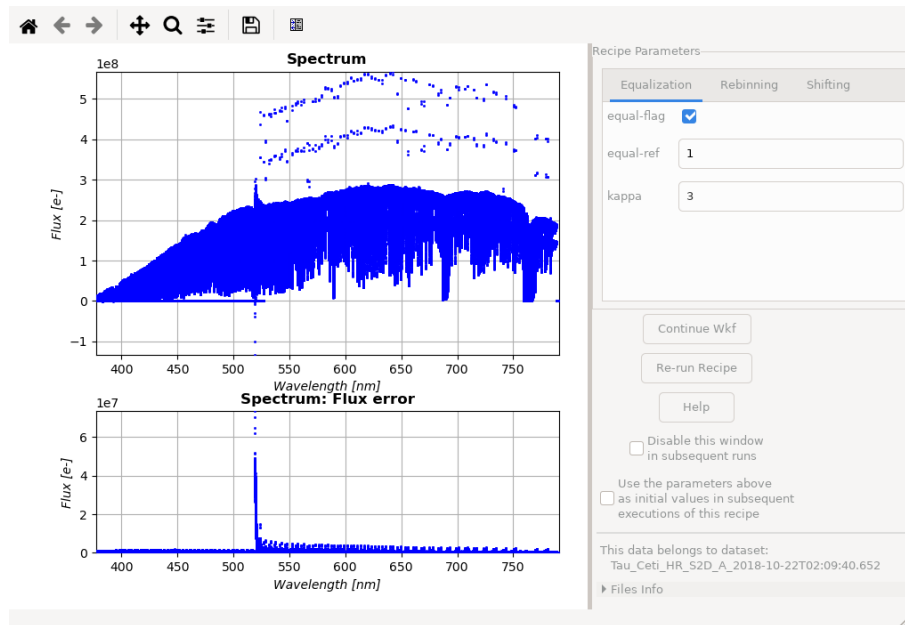 Spectrum
1e8
5
4
3
2
1
0
−1
Flux [e-]
400 450 500 550 600 650 700 750
Wavelength [nm]
Spectrum: Flux error
1e7
6
4
2
0
Flux [e-]
400 450 500 550 600 650 700 750
Wavelength [nm]
Recipe Parameters
Equalization Rebinning Shifting
equal-flag
equal-ref 1
kappa 3
Continue Wkf
Re-run Recipe
Help
Disable this window
in subsequent runs
Use the parameters above
as initial values in subsequent
executions of this recipe
This data belongs to dataset:
Tau_Ceti_HR_S2D_A_2018-10-22T02:09:40.652
Files Info